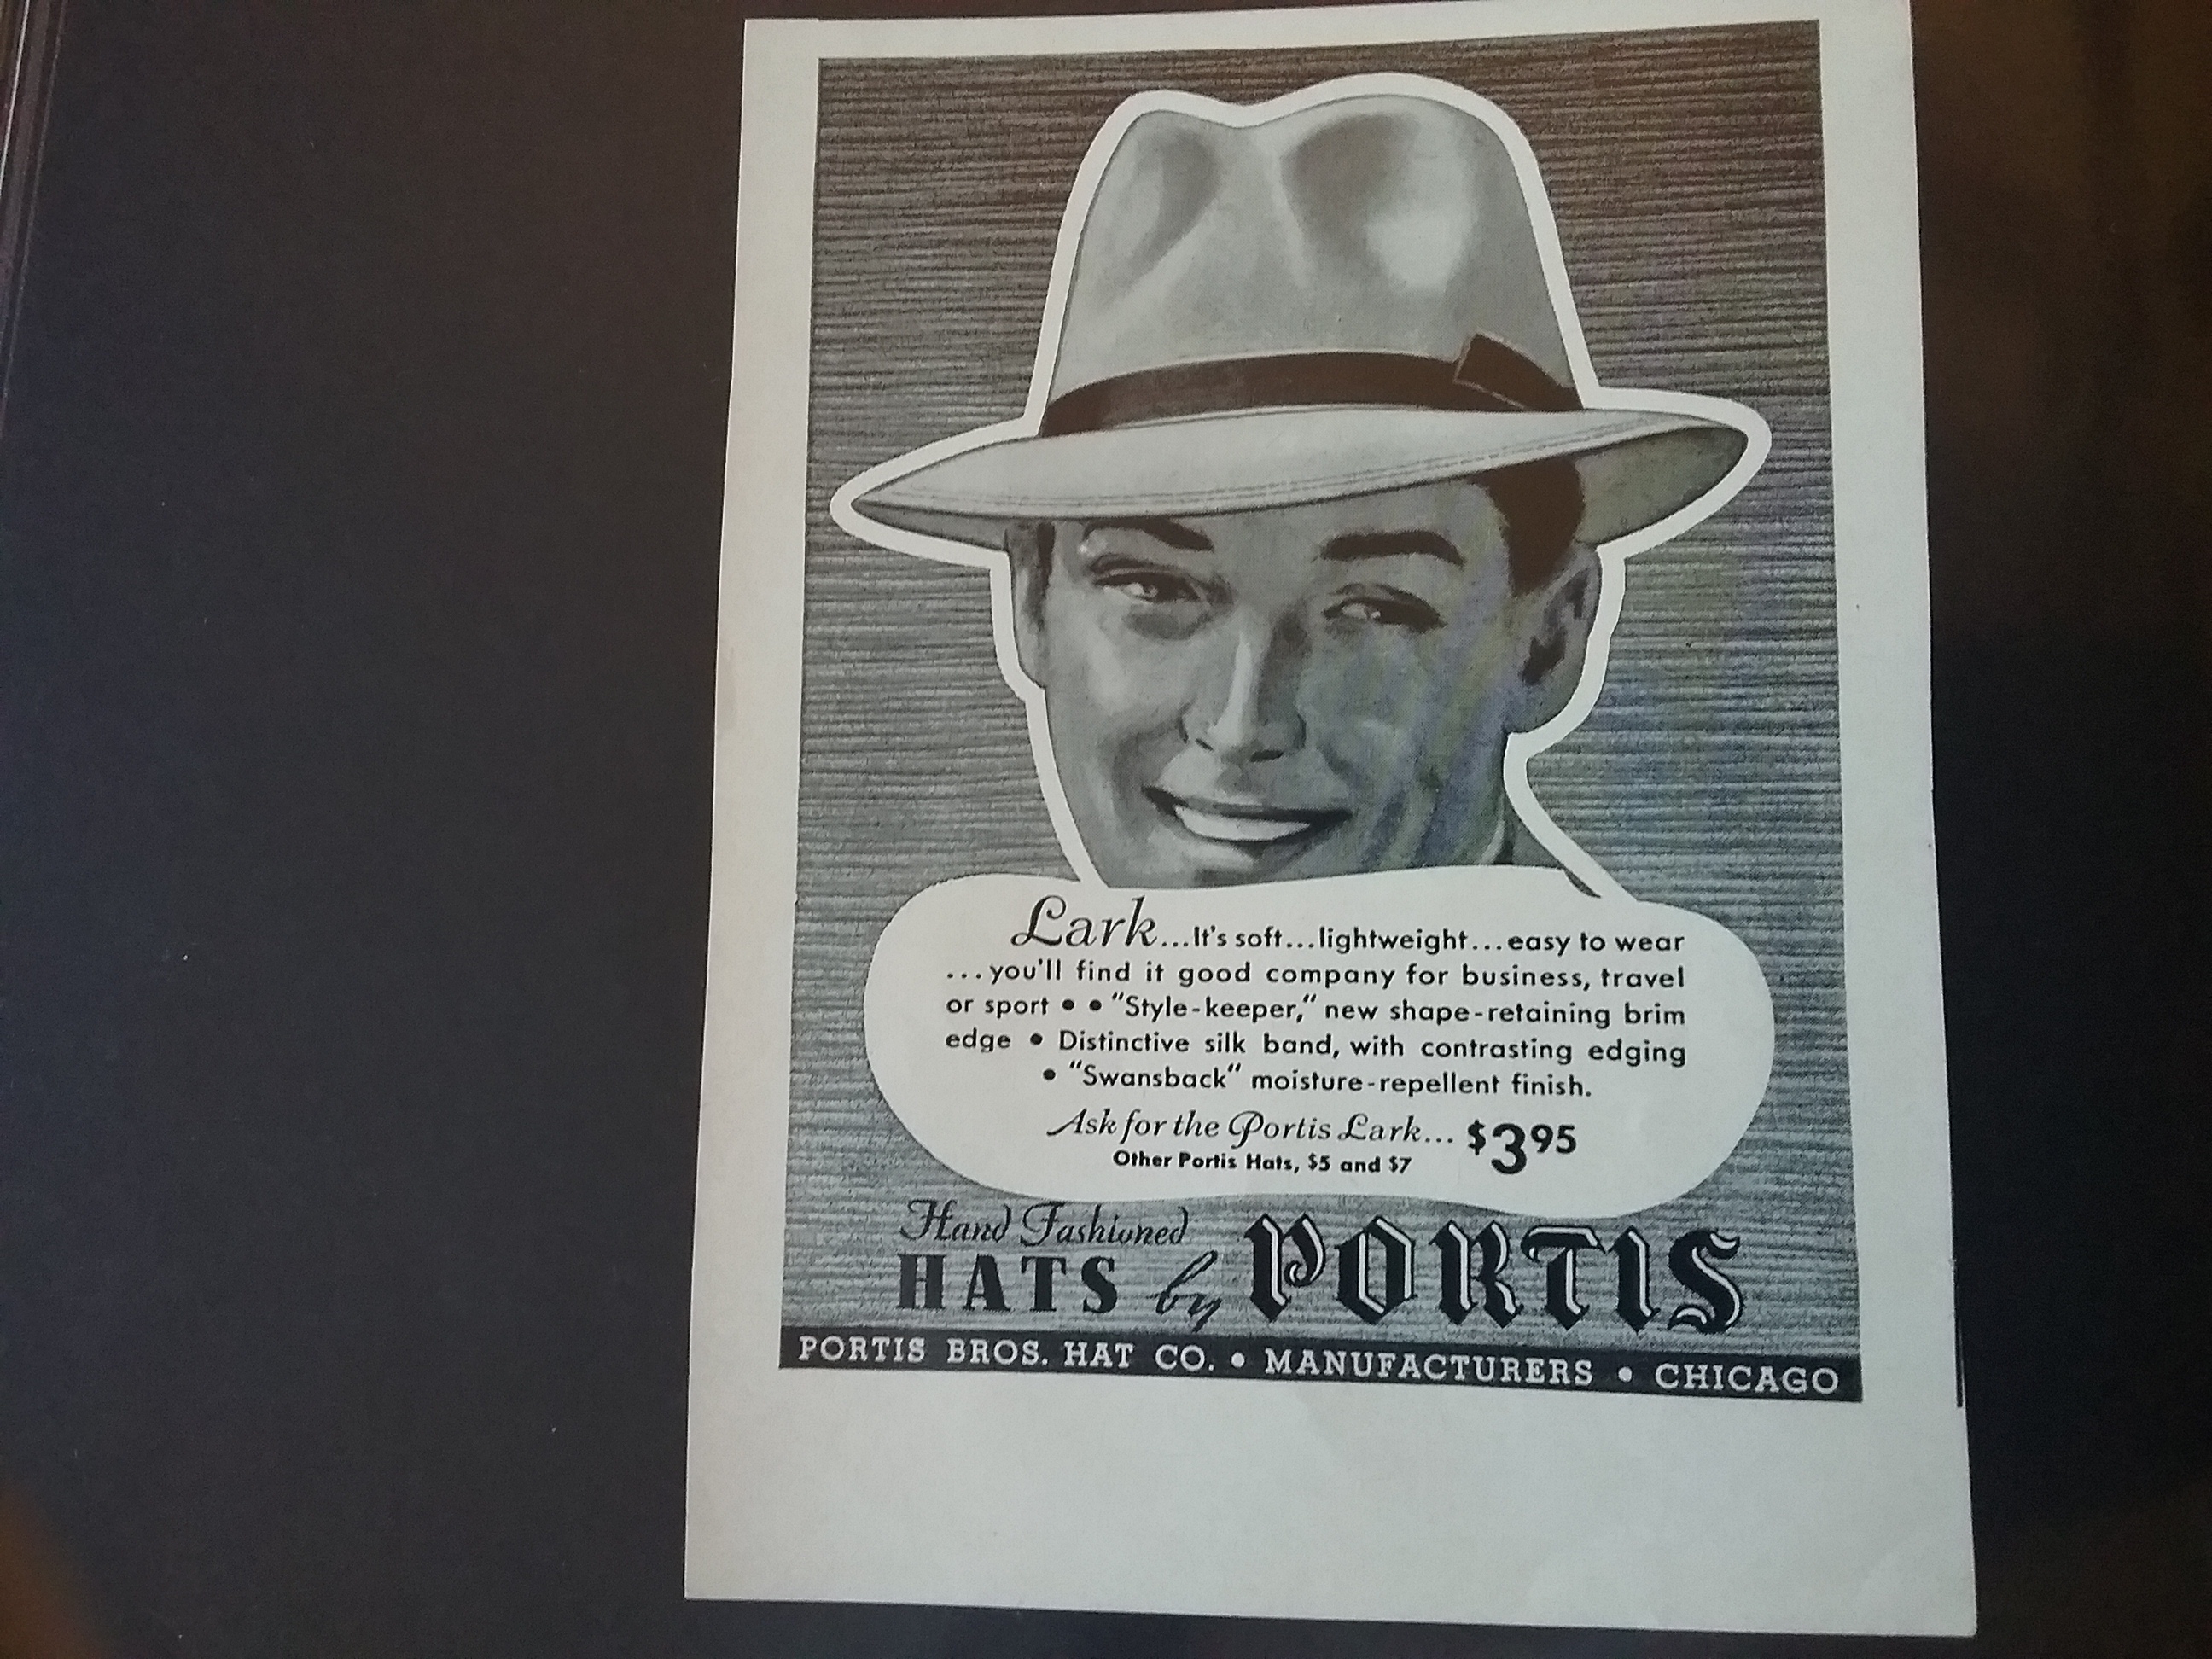 Lark...It's soft...lightweight...easy to wear
...you'll find it good company for business, travel
or sport • • "Style-keeper," new shape-retaining brim
edge • Distinctive silk band, with contrasting edging
• "Swansback" moisture-repellent finish.
Ask for the Portis Lark... $395
Other Portis Hats, $5 and $7
Hand Fashioned
HATS by PORTIS
PORTIS BROS. HAT CO. • MANUFACTURERS • CHICAGO